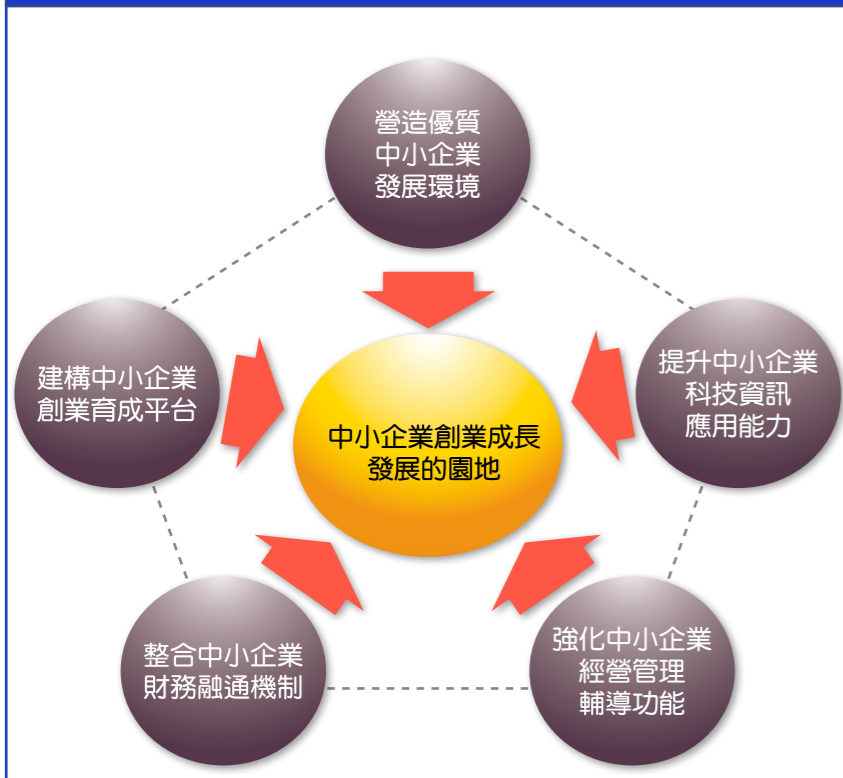 營造優質
中小企業
發展環境
建構中小企業
創業育成平台
提升中小企業
科技資訊
應用能力
中小企業創業成長
發展的園地
整合中小企業
財務融通機制
強化中小企業
經營管理
輔導功能